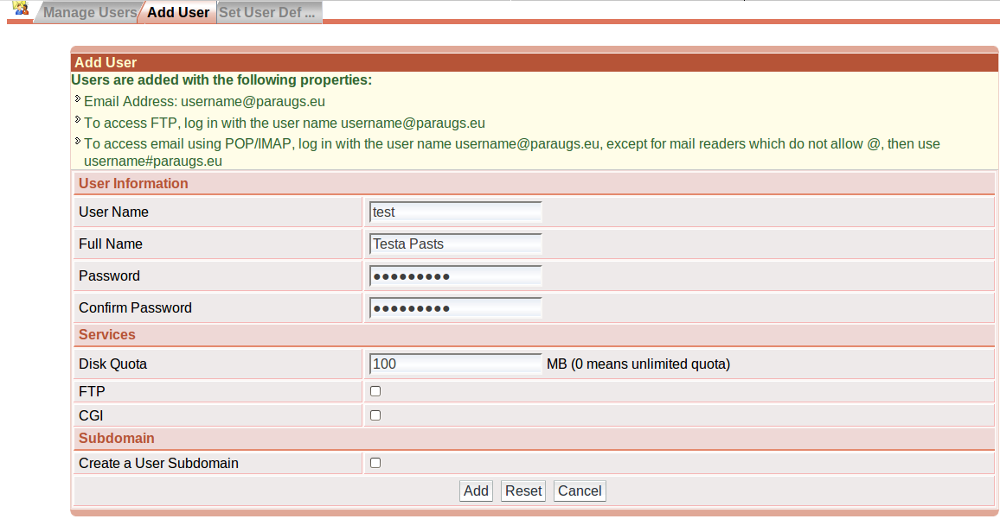 Manage Users Add User Set User Def ...
Add User
Users are added with the following properties:
Email Address: username@paraugs.eu
To access FTP, log in with the user name username@paraugs.eu
To access email using POP/IMAP, log in with the user name username@paraugs.eu, except for mail readers which do not allow @, then use
username#paraugs.eu
User Information
User Name test
Full Name Testa Pasts
Password ●●●●●●●●●
Confirm Password ●●●●●●●●●
Services
Disk Quota 100 MB (0 means unlimited quota)
FTP
CGI
Subdomain
Create a User Subdomain
Add Reset Cancel